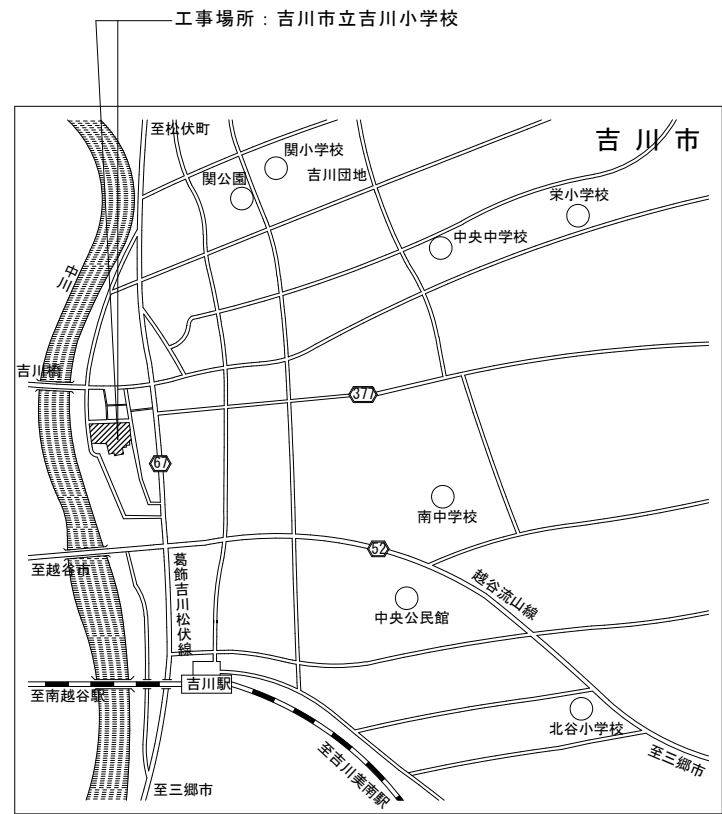 工事場所：吉川市立吉川小学校
吉川市
至松伏町
関小学校
関公園
吉川団地
栄小学校
中央中学校
中川
吉川橋
377
67
南中学校
52
至越谷市
葛飾吉川松伏線
越谷流山線
中央公民館
吉川駅
至南越谷駅
北谷小学校
至吉川美南駅
至三郷市
至三郷市